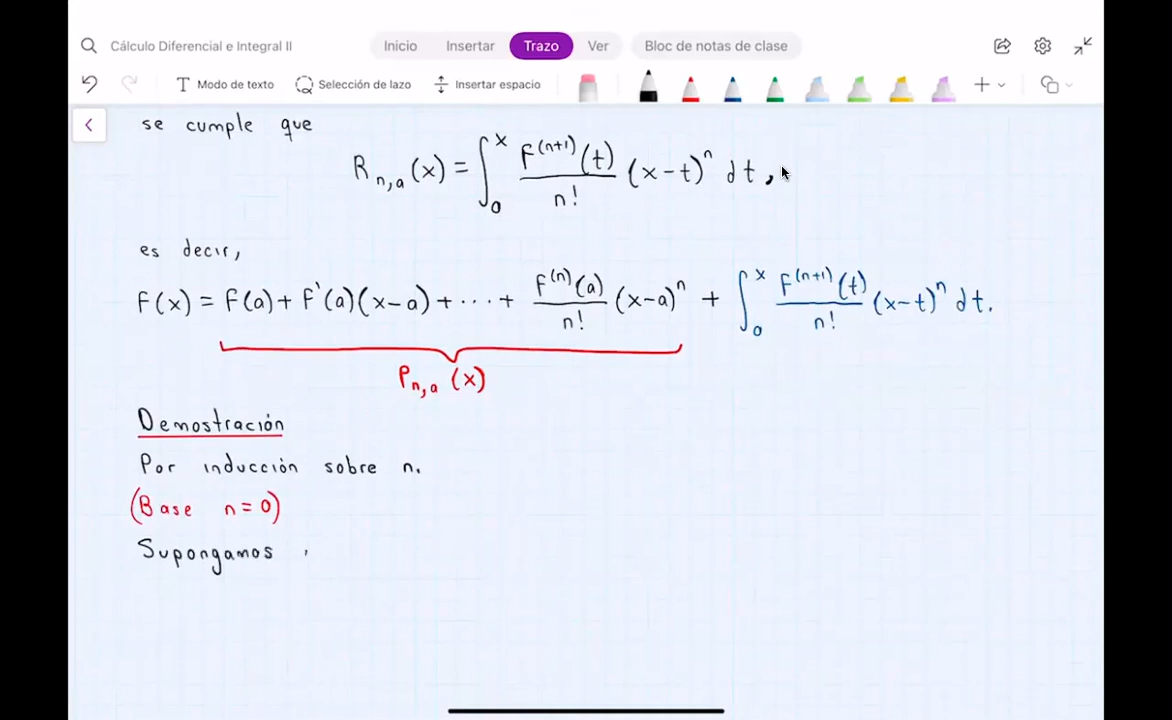 Cálculo Diferencial e Integral II Inicio Insertar Trazo Ver Bloc de notas de clase
Modo de texto Selección de lazo Insertar espacio
se cumple que
R_{n,a}(x) = ∫_0^x F^{(n+1)}(t)/n! (x-t)^n dt,
es decir,
F(x) = F(a) + F'(a)(x-a) + ··· + F^{(n)}(a)/n! (x-a)^n + ∫_0^x F^{(n+1)}(t)/n! (x-t)^n dt.
P_{n,a}(x)
Demostración
Por inducción sobre n.
(Base n=0)
Supongamos